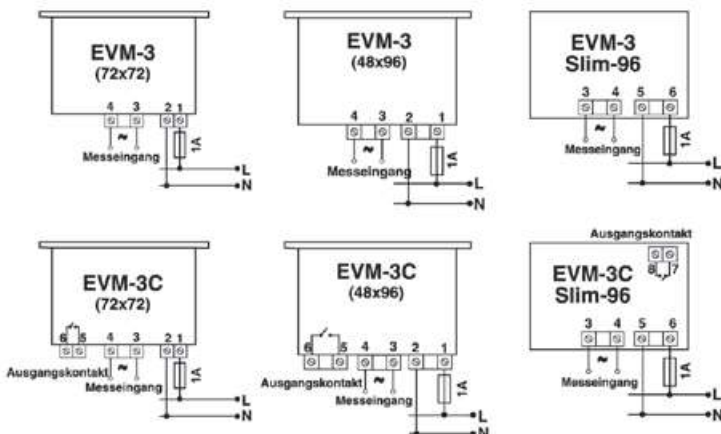 EVM-3
(72x72)
4 3 2 1
~
Messeingang
1A
L
N
EVM-3
(48x96)
4 3 2 1
~
Messeingang
1A
L
N
EVM-3
Slim-96
3 4 5 6
~
Messeingang
1A
L
N
EVM-3C
(72x72)
6 5 4 3 2 1
~
Ausgangskontakt
Messeingang
1A
L
N
EVM-3C
(48x96)
6 5 4 3 2 1
~
Ausgangskontakt
Messeingang
1A
L
N
Ausgangskontakt
8 7
EVM-3C
Slim-96
3 4 5 6
~
Messeingang
1A
L
N